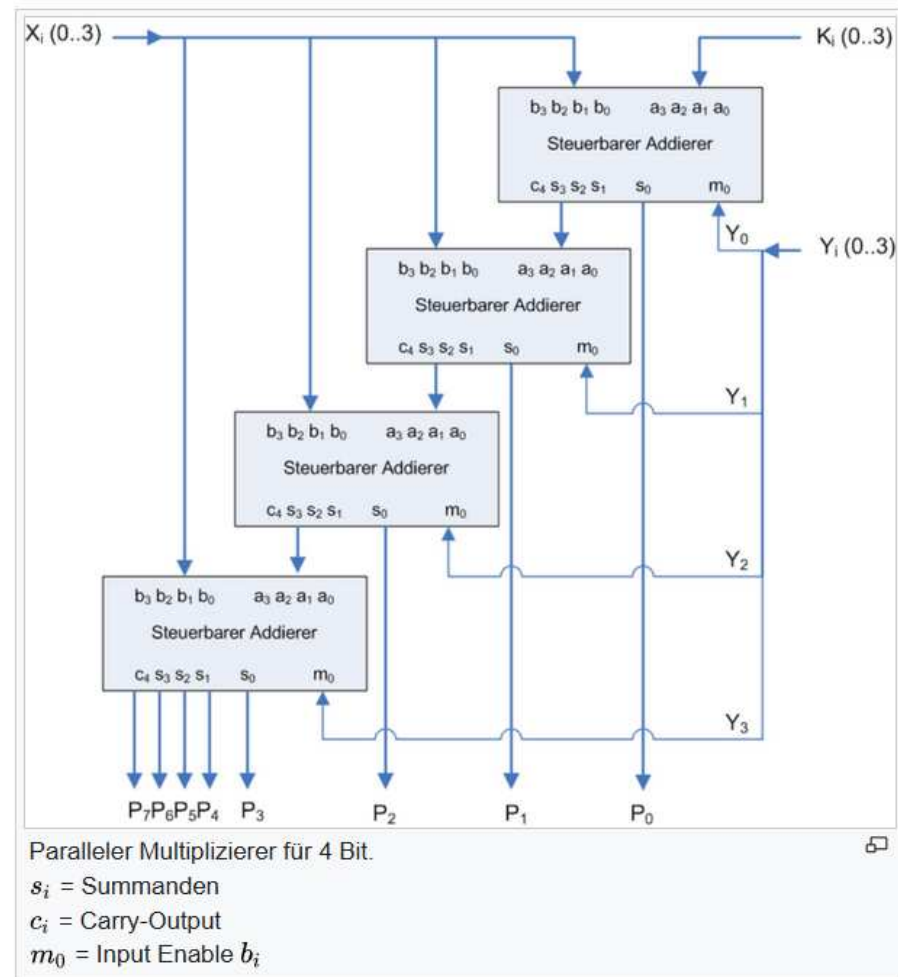 Xᵢ (0..3)
Kᵢ (0..3)
b₃ b₂ b₁ b₀ a₃ a₂ a₁ a₀
Steuerbarer Addierer
c₄ s₃ s₂ s₁ s₀ m₀
Y₀
Yᵢ (0..3)
b₃ b₂ b₁ b₀ a₃ a₂ a₁ a₀
Steuerbarer Addierer
c₄ s₃ s₂ s₁ s₀ m₀
Y₁
b₃ b₂ b₁ b₀ a₃ a₂ a₁ a₀
Steuerbarer Addierer
c₄ s₃ s₂ s₁ s₀ m₀
Y₂
b₃ b₂ b₁ b₀ a₃ a₂ a₁ a₀
Steuerbarer Addierer
c₄ s₃ s₂ s₁ s₀ m₀
Y₃
P₇P₆P₅P₄ P₃ P₂ P₁ P₀
Paralleler Multiplizierer für 4 Bit.
sᵢ = Summanden
cᵢ = Carry-Output
m₀ = Input Enable bᵢ